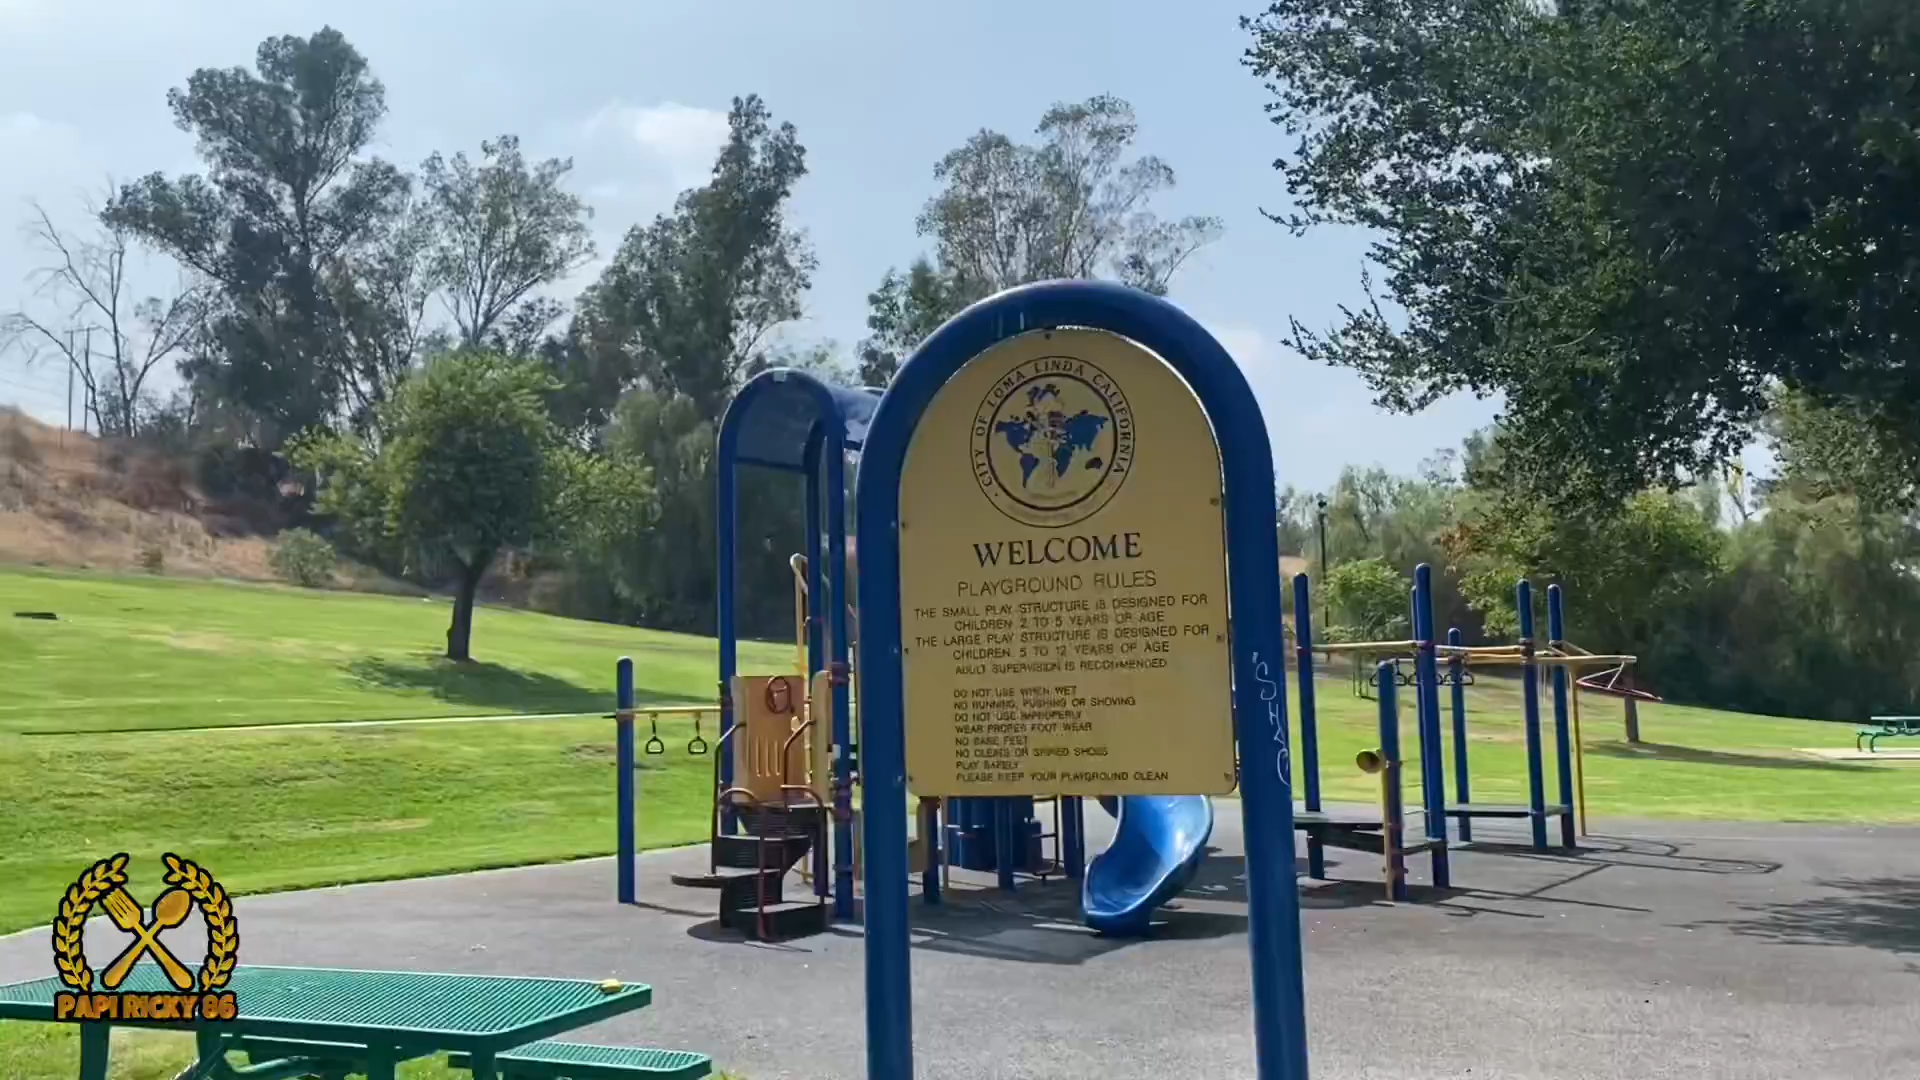 CITY OF LOMA LINDA CALIFORNIA
WELCOME
PLAYGROUND RULES
THE SMALL PLAY STRUCTURE IS DESIGNED FOR
CHILDREN 2 TO 5 YEARS OF AGE
THE LARGE PLAY STRUCTURE IS DESIGNED FOR
CHILDREN 5 TO 12 YEARS OF AGE
ADULT SUPERVISION IS RECOMMENDED
DO NOT USE WHEN WET
NO RUNNING, PUSHING OR SHOVING
DO NOT USE IMPROPERLY
WEAR PROPER FOOT WEAR
NO BARE FEET
NO CLEATS OR SPIKED SHOES
PLAY SAFELY
PLEASE KEEP YOUR PLAYGROUND CLEAN
PAPI RICKY 86